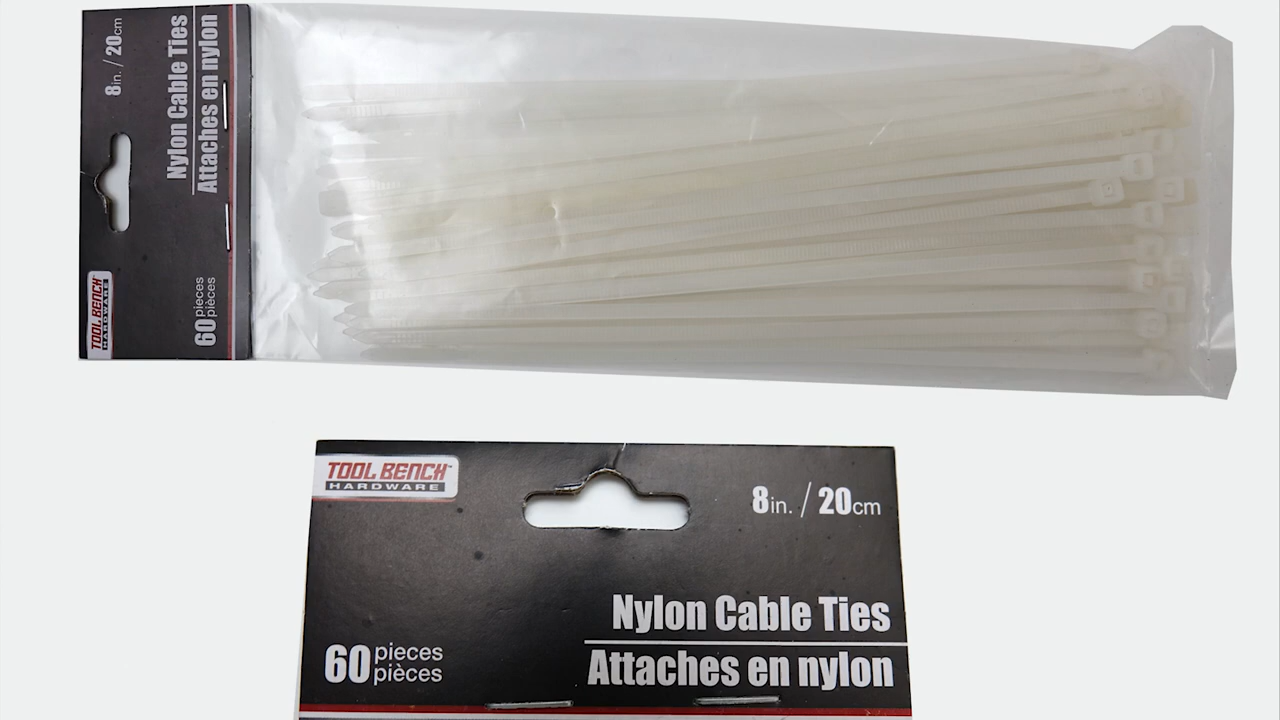 8in. / 20cm
Nylon Cable Ties
Attaches en nylon
TOOL BENCH
HARDWARE
60 pieces
pièces
TOOL BENCH™
HARDWARE
8in. / 20cm
Nylon Cable Ties
Attaches en nylon
60 pieces
pièces